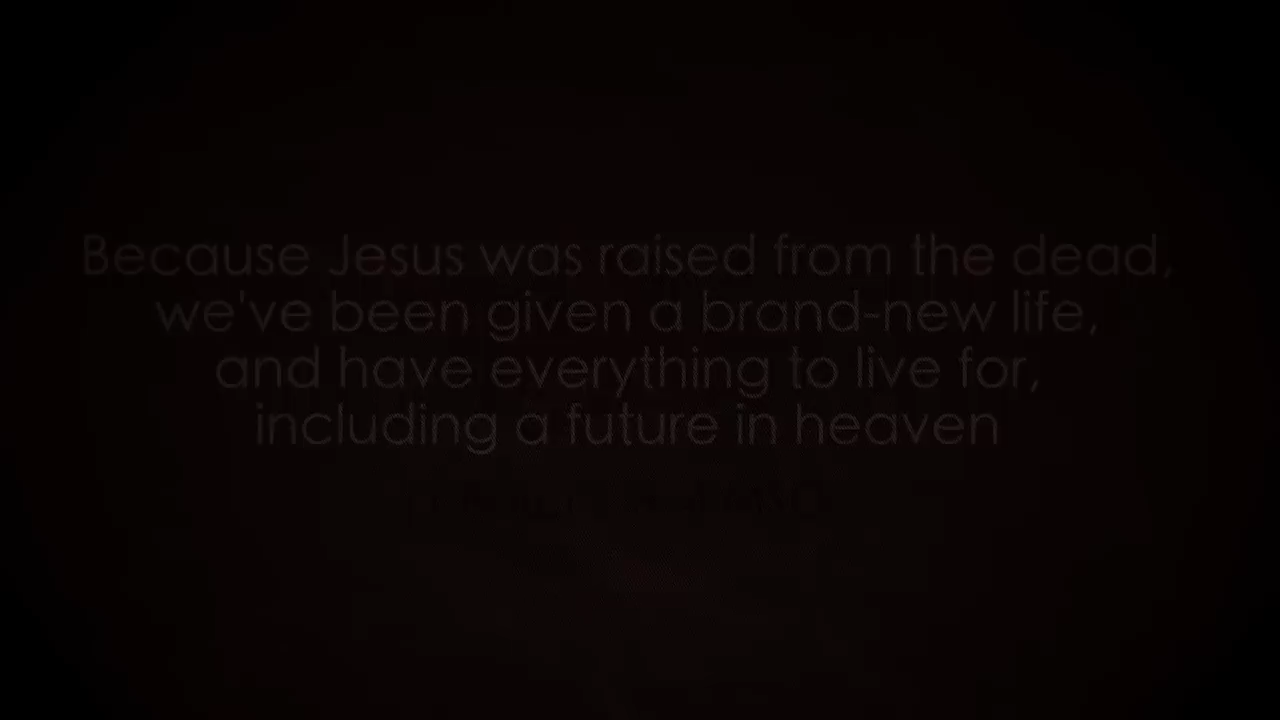 Because Jesus was raised from the dead,
we've been given a brand-new life,
and have everything to live for,
including a future in heaven